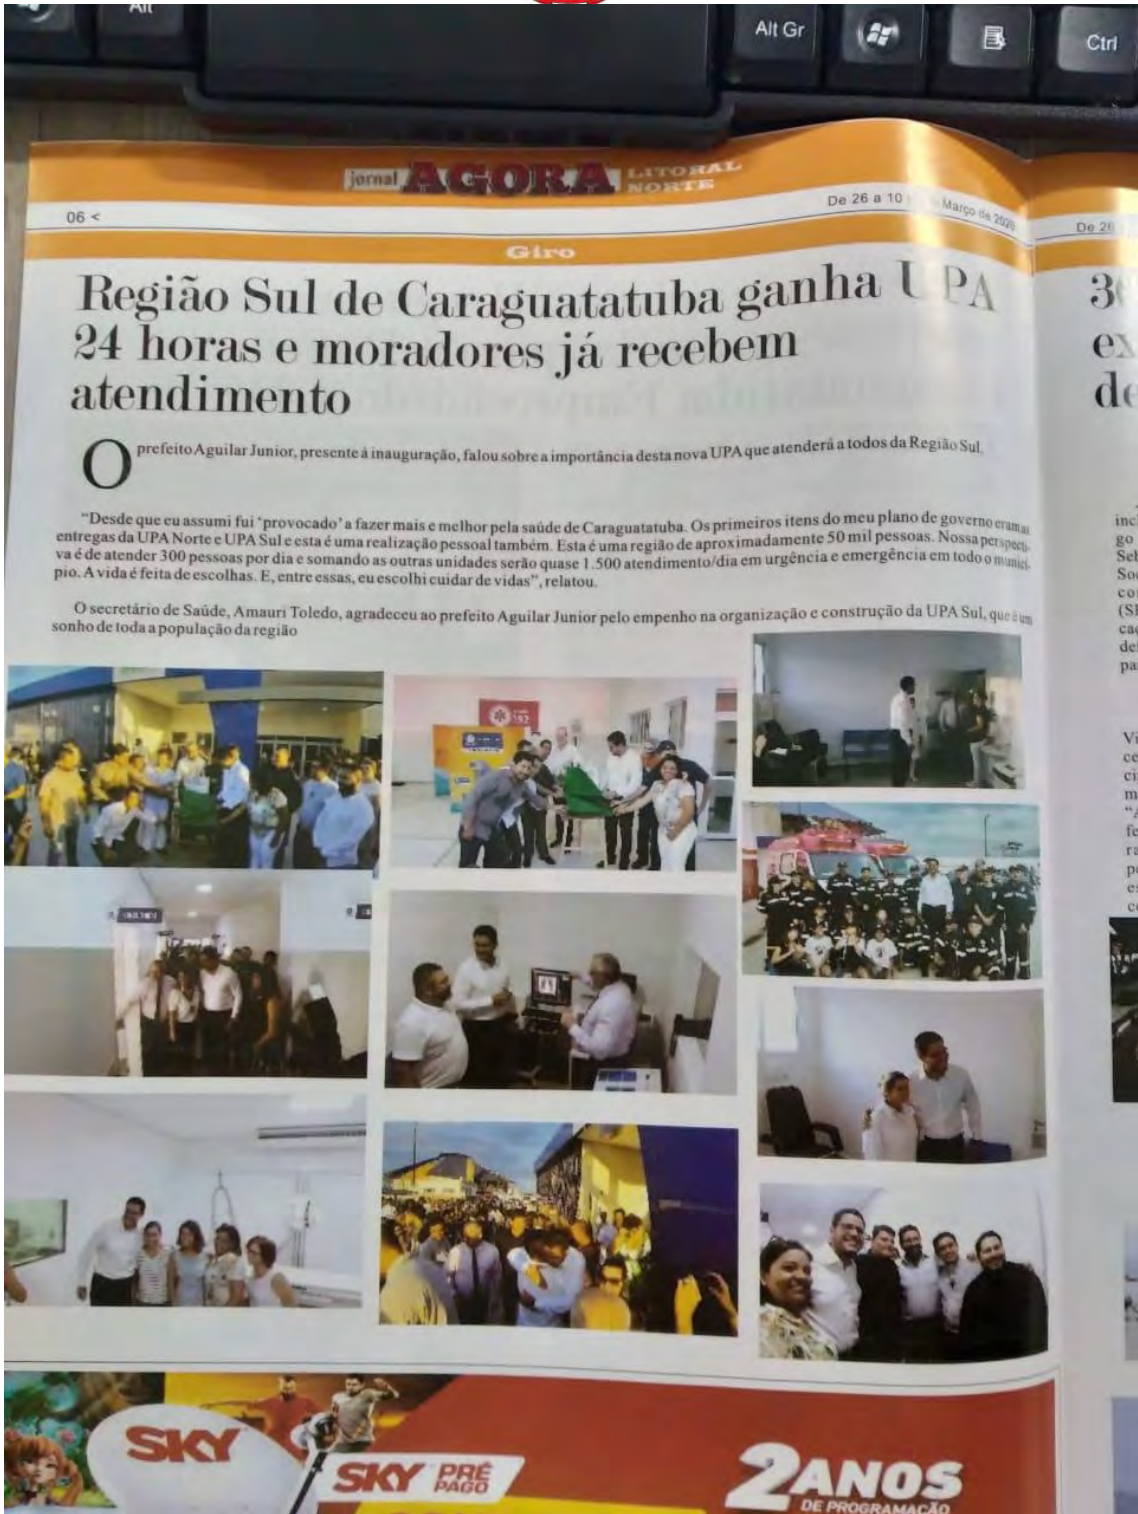 Alt
Alt Gr
Ctrl
jornal AGORA LITORAL
NORTE
06 <
De 26 a 10
Março de 2020
De 26
Giro
Região Sul de Caraguatatuba ganha UPA
24 horas e moradores já recebem
atendimento
O prefeito Aguilar Junior, presente à inauguração, falou sobre a importância desta nova UPA que atenderá a todos da Região Sul.
“Desde que eu assumi fui ‘provocado’ a fazer mais e melhor pela saúde de Caraguatatuba. Os primeiros itens do meu plano de governo eram as
entregas da UPA Norte e UPA Sul e esta é uma realização pessoal também. Esta é uma região de aproximadamente 50 mil pessoas. Nossa perspecti-
va é de atender 300 pessoas por dia e somando as outras unidades serão quase 1.500 atendimento/dia em urgência e emergência em todo o municí-
pio. A vida é feita de escolhas. E, entre essas, eu escolhi cuidar de vidas”, relatou.
O secretário de Saúde, Amauri Toledo, agradeceu ao prefeito Aguilar Junior pelo empenho na organização e construção da UPA Sul, que é um
sonho de toda a população da região
192
SKY
SKY PRÉ
PAGO
2 ANOS
DE PROGRAMAÇÃO